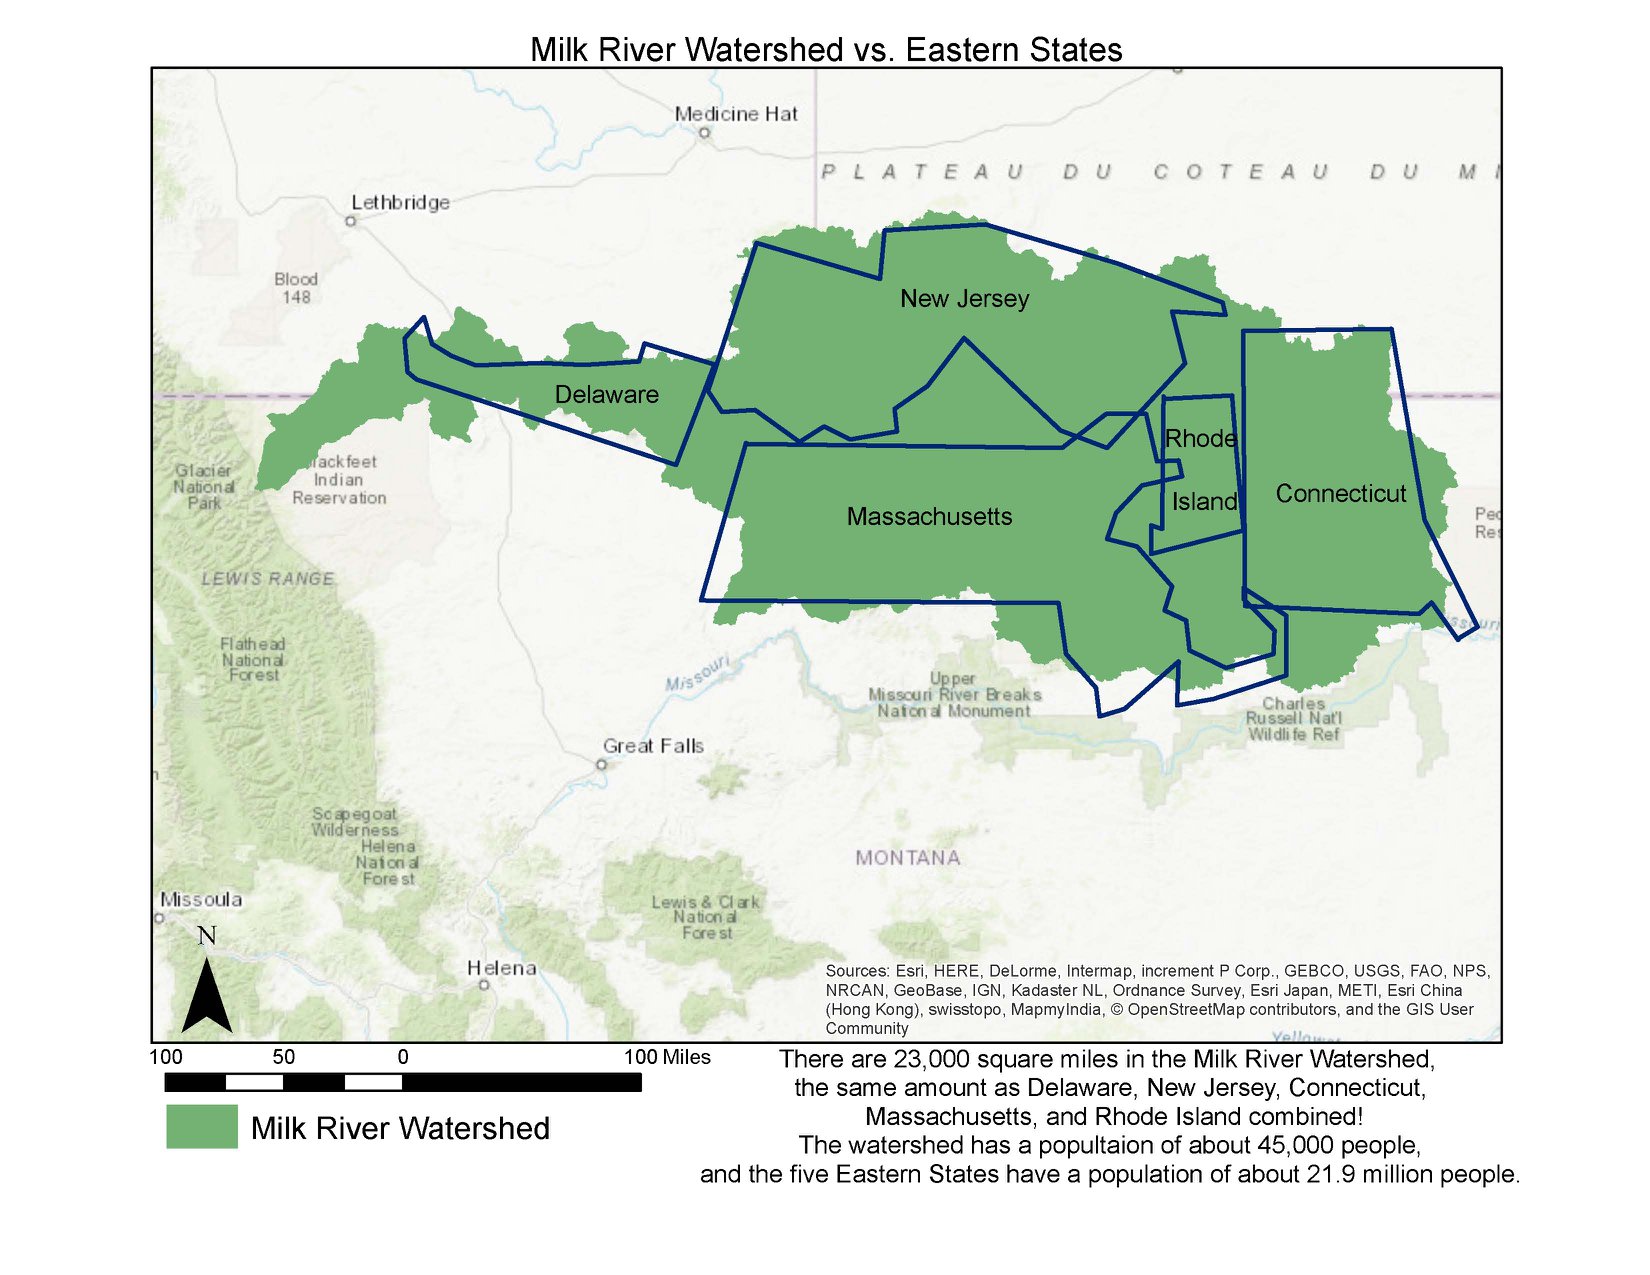 Milk River Watershed vs. Eastern States
Medicine Hat
PLATEAU DU COTEAU DU MI
Lethbridge
Blood
148
New Jersey
Delaware
Rhode
Island
Connecticut
Massachusetts
Glacier
National
Park
lackfeet
Indian
Reservation
Pec
Res
LEWIS RANGE
Flathead
National
Forest
Missouri
ssouri
Upper
Missouri River Breaks
National Monument
Charles
Russell Nat'l
Wildlife Ref
Great Falls
Scapegoat
Wilderness
Helena
National
Forest
MONTANA
Missoula
Lewis & Clark
National
Forest
N
Helena
Sources: Esri, HERE, DeLorme, Intermap, increment P Corp., GEBCO, USGS, FAO, NPS,
NRCAN, GeoBase, IGN, Kadaster NL, Ordnance Survey, Esri Japan, METI, Esri China
(Hong Kong), swisstopo, MapmyIndia, © OpenStreetMap contributors, and the GIS User
Community
100 50 0 100 Miles
Milk River Watershed
There are 23,000 square miles in the Milk River Watershed,
the same amount as Delaware, New Jersey, Connecticut,
Massachusetts, and Rhode Island combined!
The watershed has a popultaion of about 45,000 people,
and the five Eastern States have a population of about 21.9 million people.